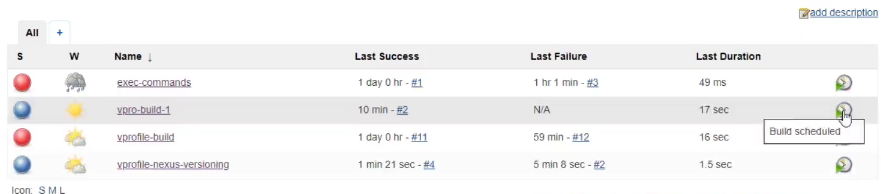 add description
All +
S W Name ↓ Last Success Last Failure Last Duration
exec-commands 1 day 0 hr - #1 1 hr 1 min - #3 49 ms
vpro-build-1 10 min - #2 N/A 17 sec
Build scheduled
vprofile-build 1 day 0 hr - #11 59 min - #12 16 sec
vprofile-nexus-versioning 1 min 21 sec - #4 5 min 8 sec - #2 1.5 sec
Icon: S M L